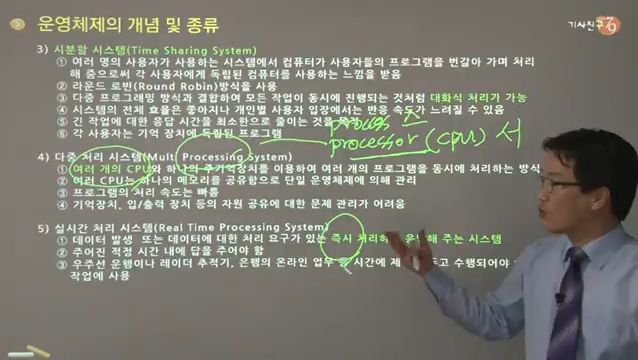 운영체제의 개념 및 종류
기사친구
3) 시분할 시스템(Time Sharing System)
① 여러 명의 사용자가 사용하는 시스템에서 컴퓨터가 사용자들의 프로그램을 번갈아 가며 처리
해 줌으로써 각 사용자에게 독립된 컴퓨터를 사용하는 느낌을 받음
② 라운드 로빈(Round Robin)방식을 사용
③ 다중 프로그래밍 방식과 결합하여 모든 작업이 동시에 진행되는 것처럼 대화식 처리가 가능
④ 시스템의 전체 효율은 좋아지나 개인별 사용자 입장에서는 반응 속도가 느려질 수 있음
⑤ 긴 작업에 대한 응답 시간을 최소한으로 줄이는 것을
process
⑥ 각 사용자는 기억 장치에 독립된 프로그램
processor (CPU) 서
4) 다중 처리 시스템(Multi Processing System)
① 여러 개의 CPU와 하나의 주기억장치를 이용하여 여러 개의 프로그램을 동시에 처리하는 방식
② 여러 CPU는 하나의 메모리를 공유함으로 단일 운영체제에 의해 관리
③ 프로그램의 처리 속도는 빠름
④ 기억장치, 입/출력 장치 등의 자원 공유에 대한 문제 관리가 어려움
5) 실시간 처리 시스템(Real Time Processing System)
① 데이터 발생 또는 데이터에 대한 처리 요구가 있는 즉시 처리하 해 주는 시스템
② 주어진 적정 시간 내에 답을 주어야 함
③ 우주선 운행이나 레이더 추적기, 은행의 온라인 업무 등 시간에 제 두고 수행되어야
작업에 사용